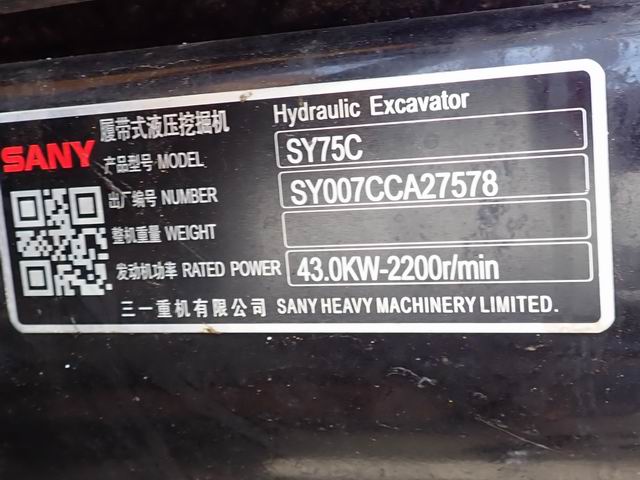 履带式液压挖掘机 Hydraulic Excavator
SANY
产品型号 MODEL SY75C
出厂编号 NUMBER SY007CCA27578
整机重量 WEIGHT
发动机功率 RATED POWER 43.0KW-2200r/min
三一重机有限公司 SANY HEAVY MACHINERY LIMITED.